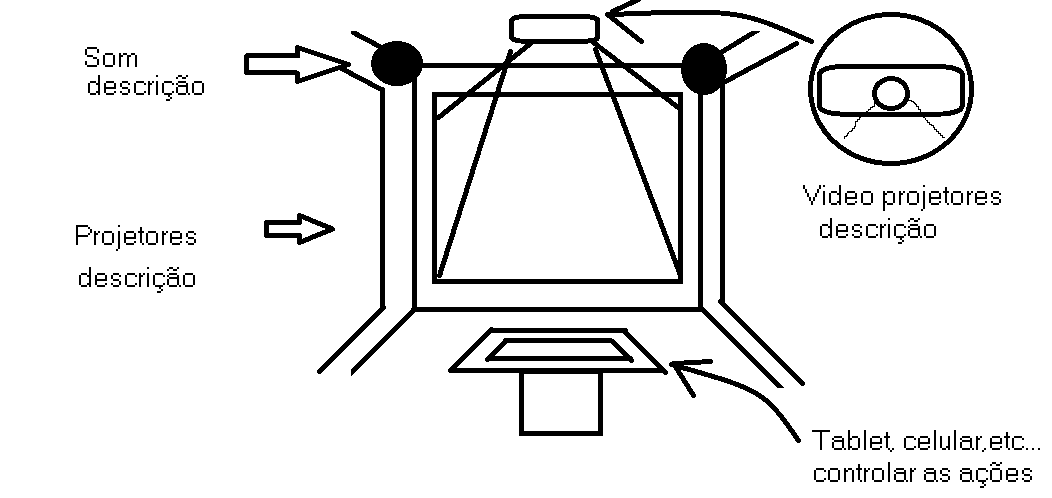 Som
descrição
Projetores
descrição
Video projetores
descrição
Tablet, celular,etc...
controlar as ações